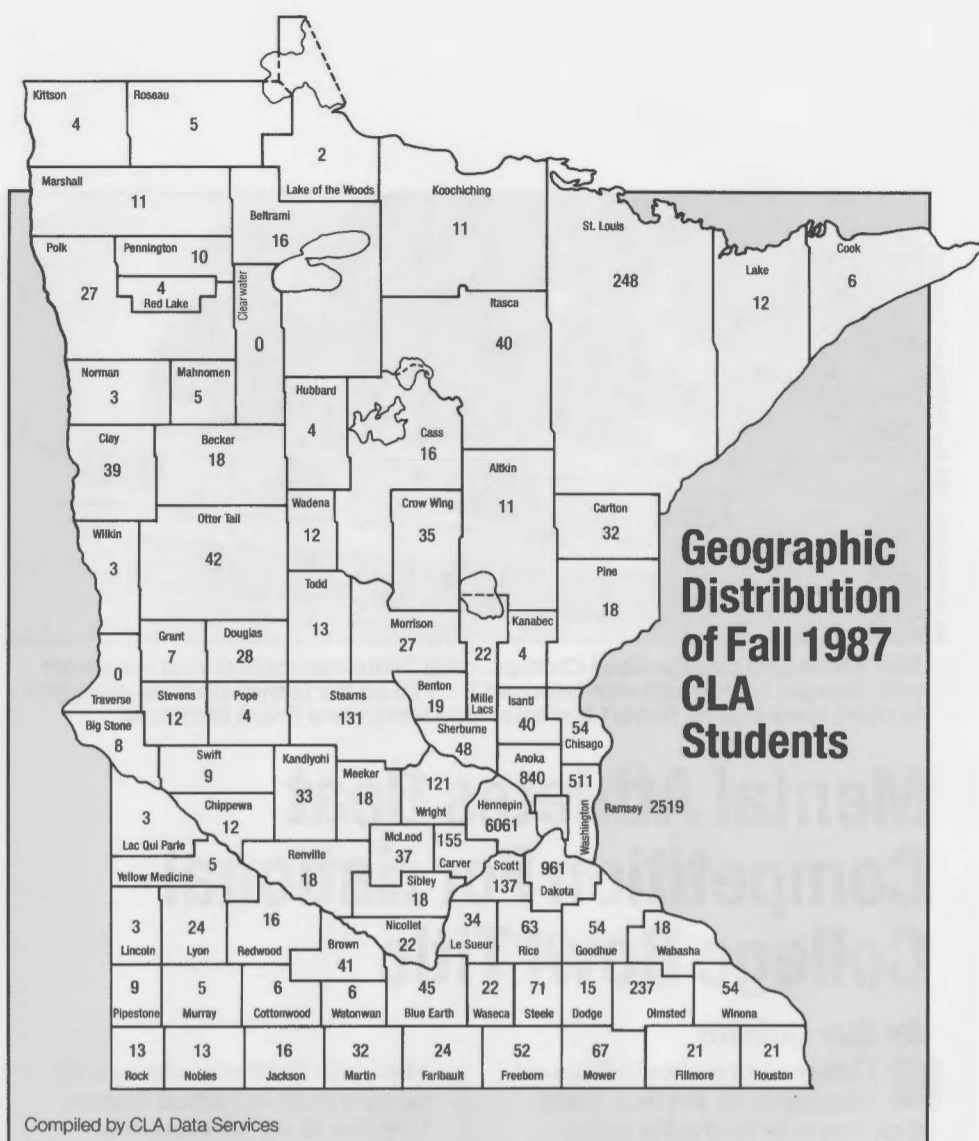 Kittson
4
Roseau
5
2
Lake of the Woods
Marshall
11
Beltrami
16
Koochiching
11
St. Louis
248
Lake
12
Cook
6
Polk
27
Pennington
10
4
Red Lake
Clearwater
0
Itasca
40
Norman
3
Mahnomen
5
Hubbard
4
Cass
16
Clay
39
Becker
18
Aitkin
11
Wadena
12
Crow Wing
35
Carlton
32
Wilkin
3
Otter Tail
42
Todd
13
Pine
18
Geographic
Distribution
of Fall 1987
CLA
Students
Morrison
27
Kanabec
4
22
Mille
Lacs
Grant
7
Douglas
28
0
Traverse
Stevens
12
Pope
4
Stearns
131
Benton
19
Isanti
40
54
Chisago
Big Stone
8
Sherburne
48
Swift
9
Kandiyohi
33
Meeker
18
Anoka
840
511
Washington
121
Wright
Hennepin
6061
Ramsey 2519
Chippewa
12
3
Lac Qui Parle
McLeod
37
155
Carver
Scott
137
961
Dakota
5
Yellow Medicine
Renville
18
Sibley
18
3
Lincoln
24
Lyon
16
Redwood
Nicollet
22
34
Le Sueur
63
Rice
54
Goodhue
18
Wabasha
Brown
41
9
Pipestone
5
Murray
6
Cottonwood
6
Watonwan
45
Blue Earth
22
Waseca
71
Steele
15
Dodge
237
Olmsted
54
Winona
13
Rock
13
Nobles
16
Jackson
32
Martin
24
Faribault
52
Freeborn
67
Mower
21
Fillmore
21
Houston
Compiled by CLA Data Services